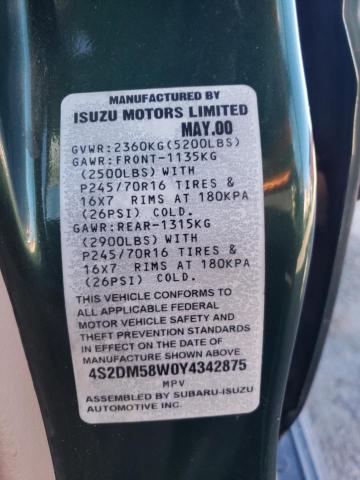 MANUFACTURED BY
ISUZU MOTORS LIMITED
MAY.00
GVWR:2360KG(5200LBS)
GAWR:FRONT-1135KG
(2500LBS) WITH
P245/70R16 TIRES &
16X7 RIMS AT 180KPA
(26PSI) COLD.
GAWR:REAR-1315KG
(2900LBS) WITH
P245/70R16 TIRES &
16X7 RIMS AT 180KPA
(26PSI) COLD.
THIS VEHICLE CONFORMS TO
ALL APPLICABLE FEDERAL
MOTOR VEHICLE SAFETY AND
THEFT PREVENTION STANDARDS
IN EFFECT ON THE DATE OF
MANUFACTURE SHOWN ABOVE
4S2DM58W0Y4342875
MPV
ASSEMBLED BY SUBARU-ISUZU
AUTOMOTIVE INC.